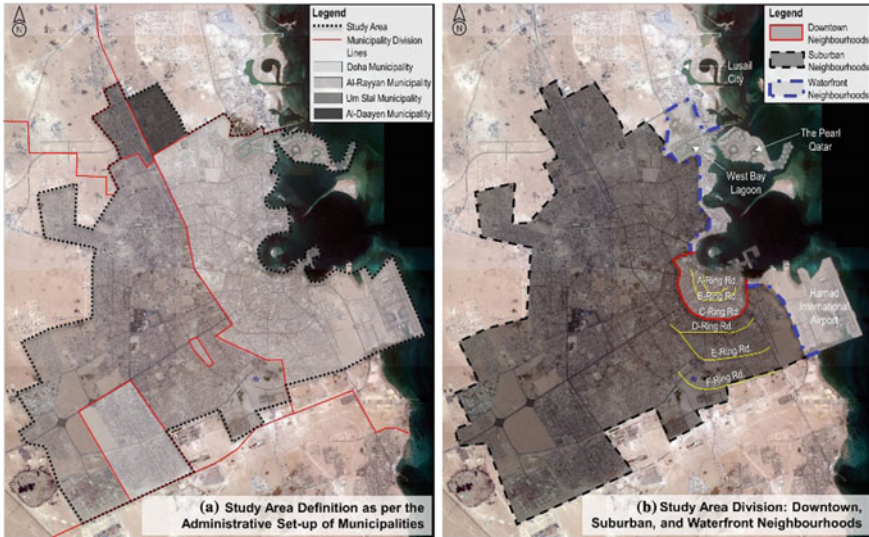 N
Legend
Study Area
Municipality Division
Lines
Doha Municipality
Al-Rayyan Municipality
Um Slal Municipality
Al-Daayen Municipality
(a) Study Area Definition as per the
Administrative Set-up of Municipalities
N
Legend
Downtown
Neighbourhoods
Suburban
Neighbourhoods
Waterfront
Neighbourhoods
Lusail
City
The Pearl
Qatar
West Bay
Lagoon
A-Ring Rd.
B-Ring Rd.
C-Ring Rd.
D-Ring Rd.
E-Ring Rd.
F-Ring Rd.
Hamad
International
Airport
(b) Study Area Division: Downtown,
Suburban, and Waterfront Neighbourhoods